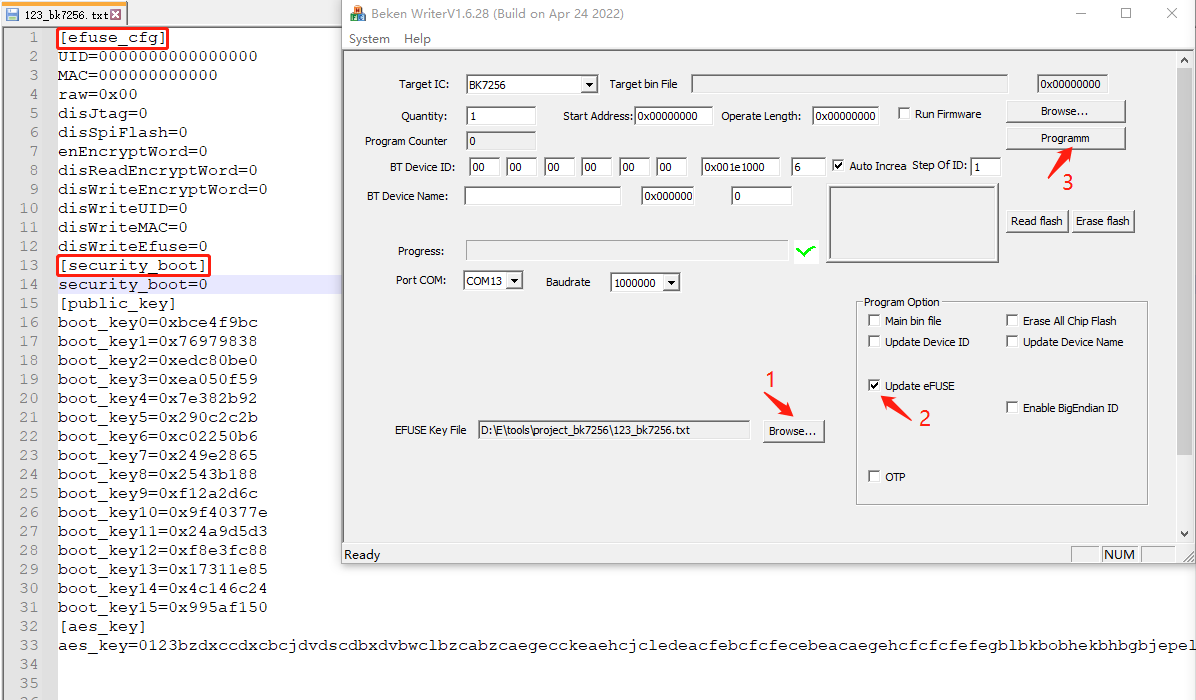 123_bk7256.txt
1 [efuse_cfg]
2 UID=0000000000000000
3 MAC=000000000000
4 raw=0x00
5 disJtag=0
6 disSpiFlash=0
7 enEncryptWord=0
8 disReadEncryptWord=0
9 disWriteEncryptWord=0
10 disWriteUID=0
11 disWriteMAC=0
12 disWriteEfuse=0
13 [security_boot]
14 security_boot=0
15 [public_key]
16 boot_key0=0xbce4f9bc
17 boot_key1=0x76979838
18 boot_key2=0xedc80be0
19 boot_key3=0xea050f59
20 boot_key4=0x7e382b92
21 boot_key5=0x290c2c2b
22 boot_key6=0xc02250b6
23 boot_key7=0x249e2865
24 boot_key8=0x2543b188
25 boot_key9=0xf12a2d6c
26 boot_key10=0x9f40377e
27 boot_key11=0x24a9d5d3
28 boot_key12=0xf8e3fc88
29 boot_key13=0x17311e85
30 boot_key14=0x4c146c24
31 boot_key15=0x995af150
32 [aes_key]
33 aes_key=0123bzdxccdxcbcjdvdscdbxdvbwclbzcabzcaegecckeaehcjcledeacfebcfcfecebeacaegehcfcfcfefegblbkbobhekbhbgbjepel
34
35
Beken WriterV1.6.28 (Build on Apr 24 2022)
System Help
Target IC: BK7256 Target bin File 0x00000000
Quantity: 1 Start Address: 0x00000000 Operate Length: 0x00000000 Run Firmware Browse...
Program Counter 0 Programm
BT Device ID: 00 00 00 00 00 00 0x001e1000 6 Auto Increa Step Of ID: 1
3
BT Device Name: 0x000000 0
Read flash Erase flash
Progress:
Port COM: COM13 Baudrate 1000000
Program Option
Main bin file Erase All Chip Flash
Update Device ID Update Device Name
1
Update eFUSE
2
Enable BigEndian ID
EFUSE Key File D:\E\tools\project_bk7256\123_bk7256.txt Browse...
OTP
Ready NUM